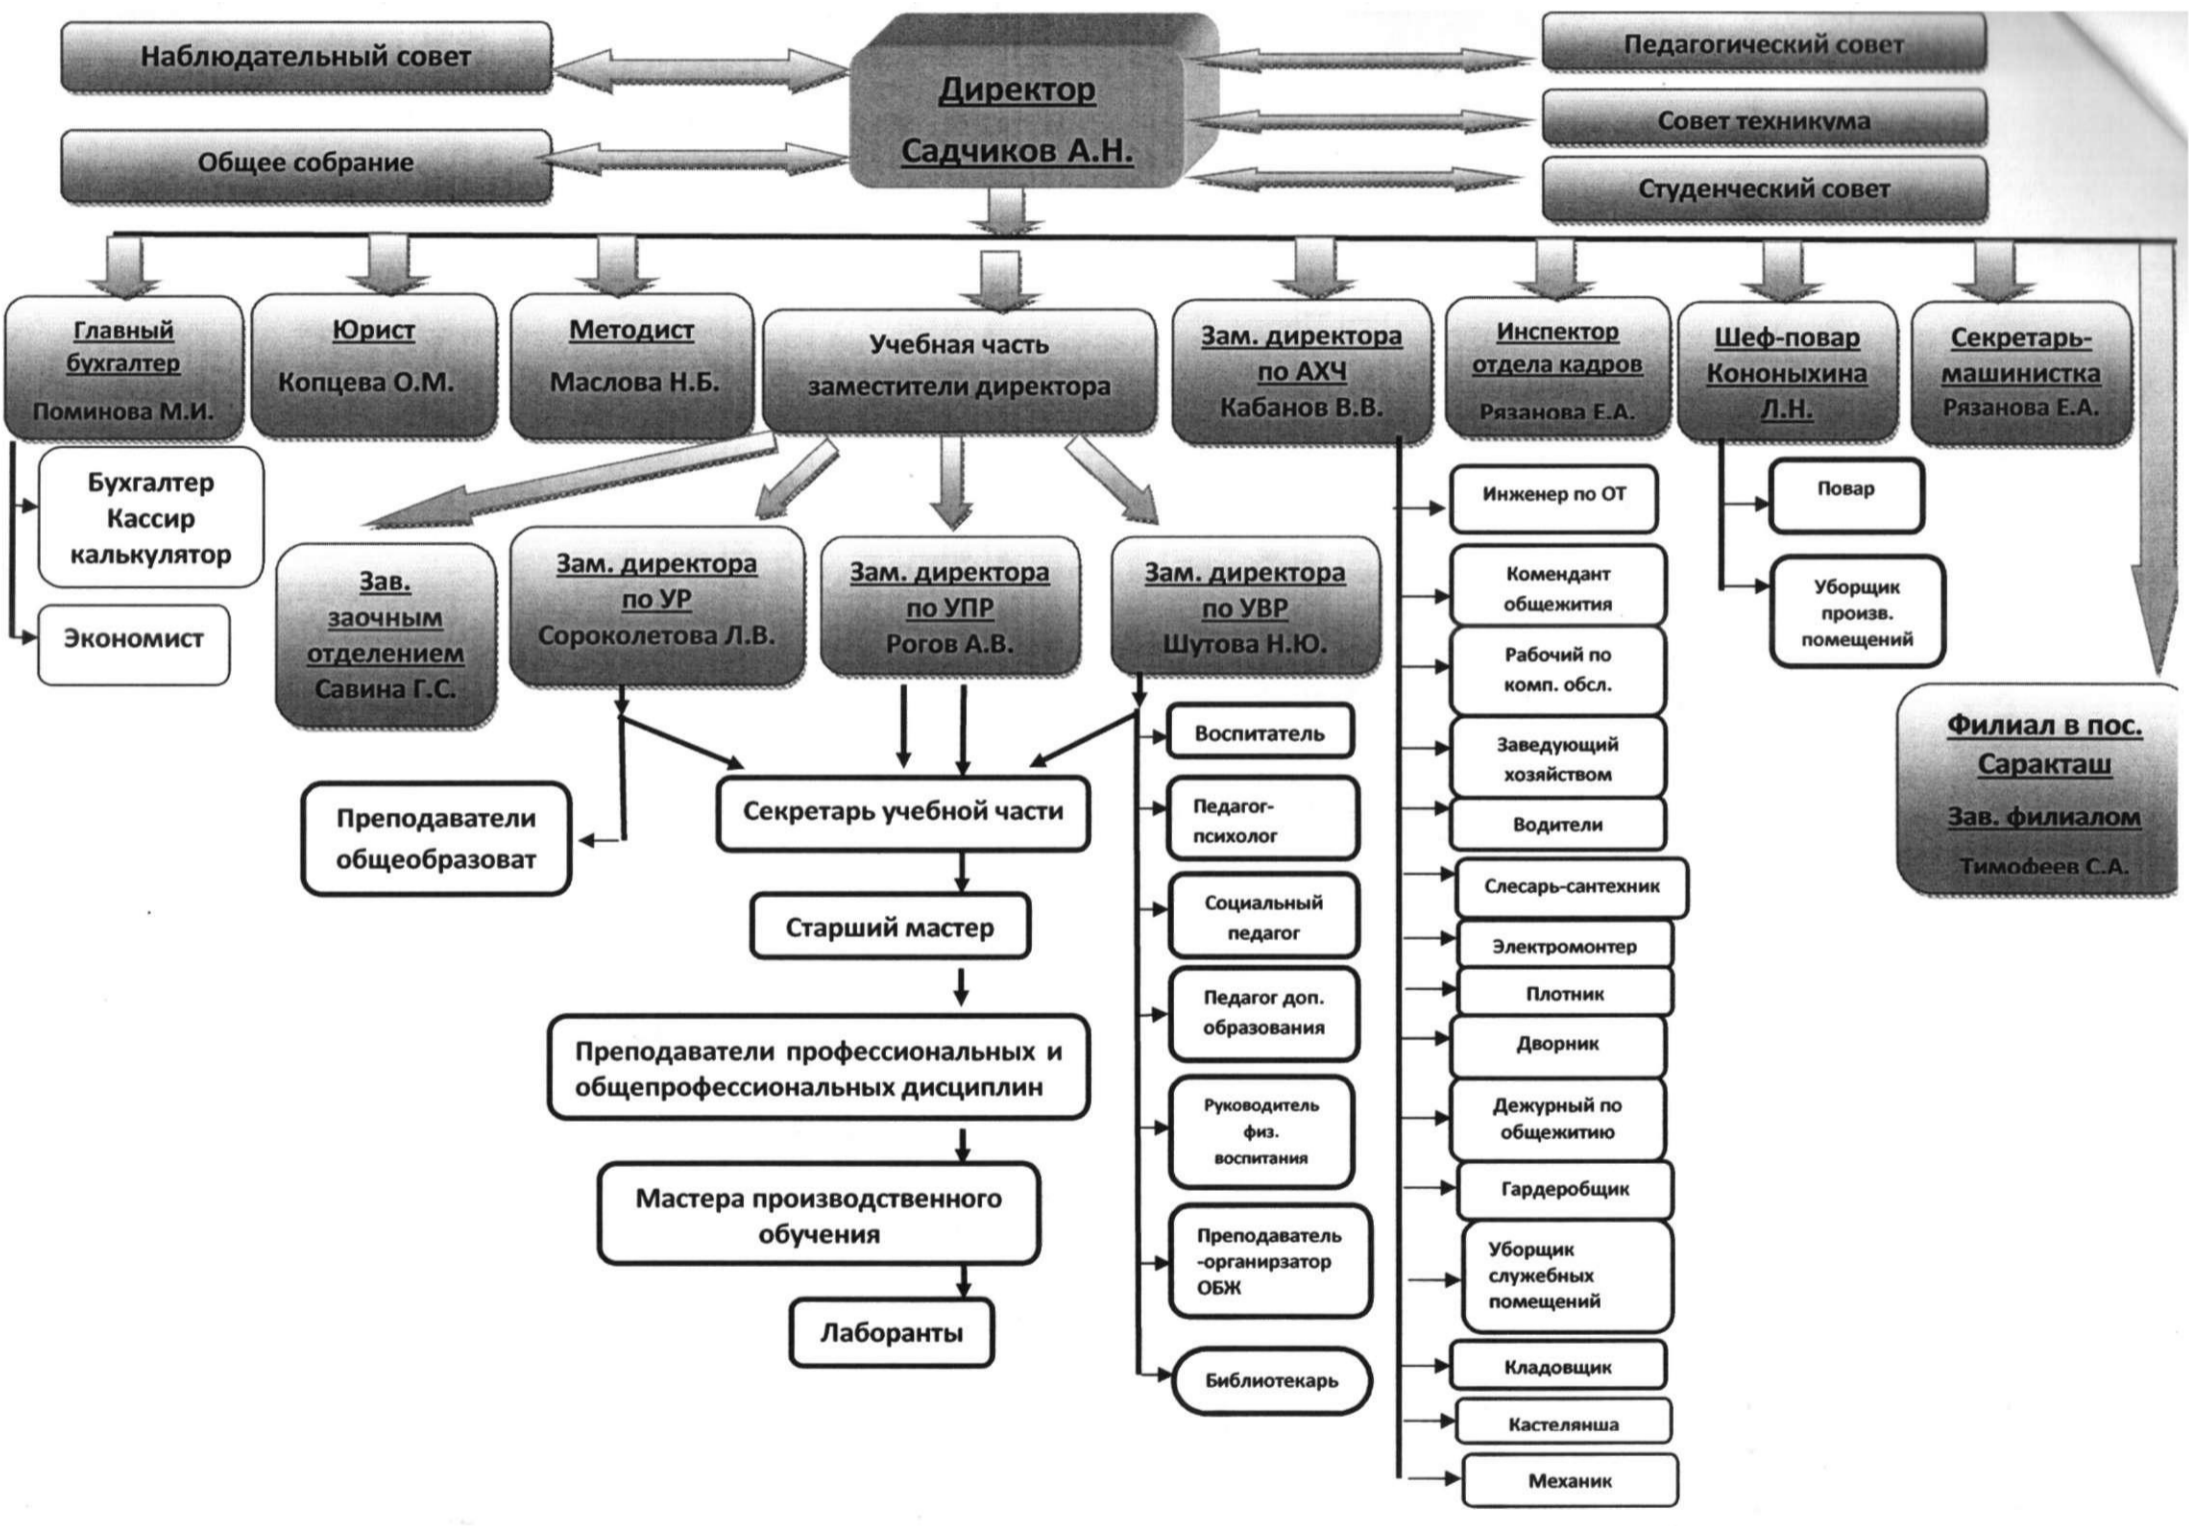 Наблюдательный совет
Общее собрание
Директор
Садчиков А.Н.
Педагогический совет
Совет техникума
Студенческий совет
Главный
бухгалтер
Поминова М.И.
Юрист
Копцева О.М.
Методист
Маслова Н.Б.
Учебная часть
заместители директора
Зам. директора
по АХЧ
Кабанов В.В.
Инспектор
отдела кадров
Рязанова Е.А.
Шеф-повар
Кононыхина
Л.Н.
Секретарь-
машинистка
Рязанова Е.А.
Бухгалтер
Кассир
калькулятор
Экономист
Зав.
заочным
отделением
Савина Г.С.
Зам. директора
по УР
Сороколетова Л.В.
Зам. директора
по УПР
Рогов А.В.
Зам. директора
по УВР
Шутова Н.Ю.
Преподаватели
общеобразоват
Секретарь учебной части
Старший мастер
Преподаватели профессиональных и
общепрофессиональных дисциплин
Мастера производственного
обучения
Лаборанты
Воспитатель
Педагог-
психолог
Социальный
педагог
Педагог доп.
образования
Руководитель
физ.
воспитания
Преподаватель
-органирзатор
ОБЖ
Библиотекарь
Инженер по ОТ
Комендант
общежития
Рабочий по
комп. обсл.
Заведующий
хозяйством
Водители
Слесарь-сантехник
Электромонтер
Плотник
Дворник
Дежурный по
общежитию
Гардеробщик
Уборщик
служебных
помещений
Кладовщик
Кастелянша
Механик
Повар
Уборщик
произв.
помещений
Филиал в пос.
Саракташ
Зав. филиалом
Тимофеев С.А.